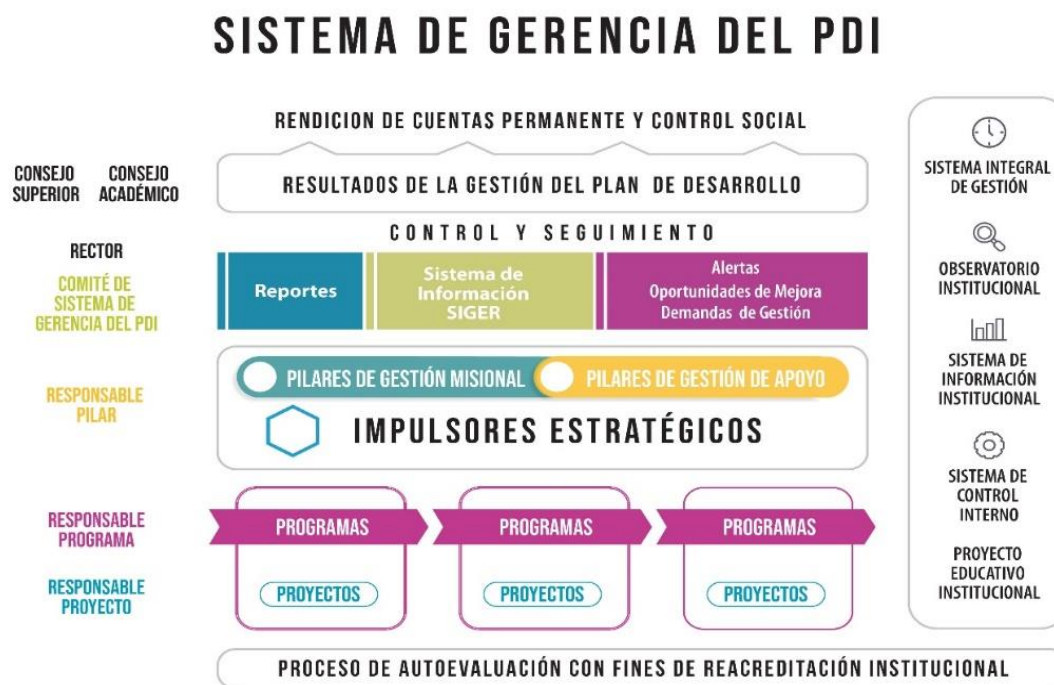 SISTEMA DE GERENCIA DEL PDI
RENDICION DE CUENTAS PERMANENTE Y CONTROL SOCIAL
CONSEJO SUPERIOR
CONSEJO ACADÉMICO
RESULTADOS DE LA GESTIÓN DEL PLAN DE DESARROLLO
CONTROL Y SEGUIMIENTO
RECTOR
COMITÉ DE
SISTEMA DE
GERENCIA DEL PDI
Reportes
Sistema de
Información
SIGER
Alertas
Oportunidades de Mejora
Demandas de Gestión
RESPONSABLE
PILAR
PILARES DE GESTIÓN MISIONAL
PILARES DE GESTIÓN DE APOYO
IMPULSORES ESTRATÉGICOS
RESPONSABLE
PROGRAMA
PROGRAMAS
PROGRAMAS
PROGRAMAS
RESPONSABLE
PROYECTO
PROYECTOS
PROYECTOS
PROYECTOS
PROCESO DE AUTOEVALUACIÓN CON FINES DE REACREDITACIÓN INSTITUCIONAL
SISTEMA INTEGRAL
DE GESTIÓN
OBSERVATORIO
INSTITUCIONAL
SISTEMA DE
INFORMACIÓN
INSTITUCIONAL
SISTEMA DE
CONTROL
INTERNO
PROYECTO
EDUCATIVO
INSTITUCIONAL